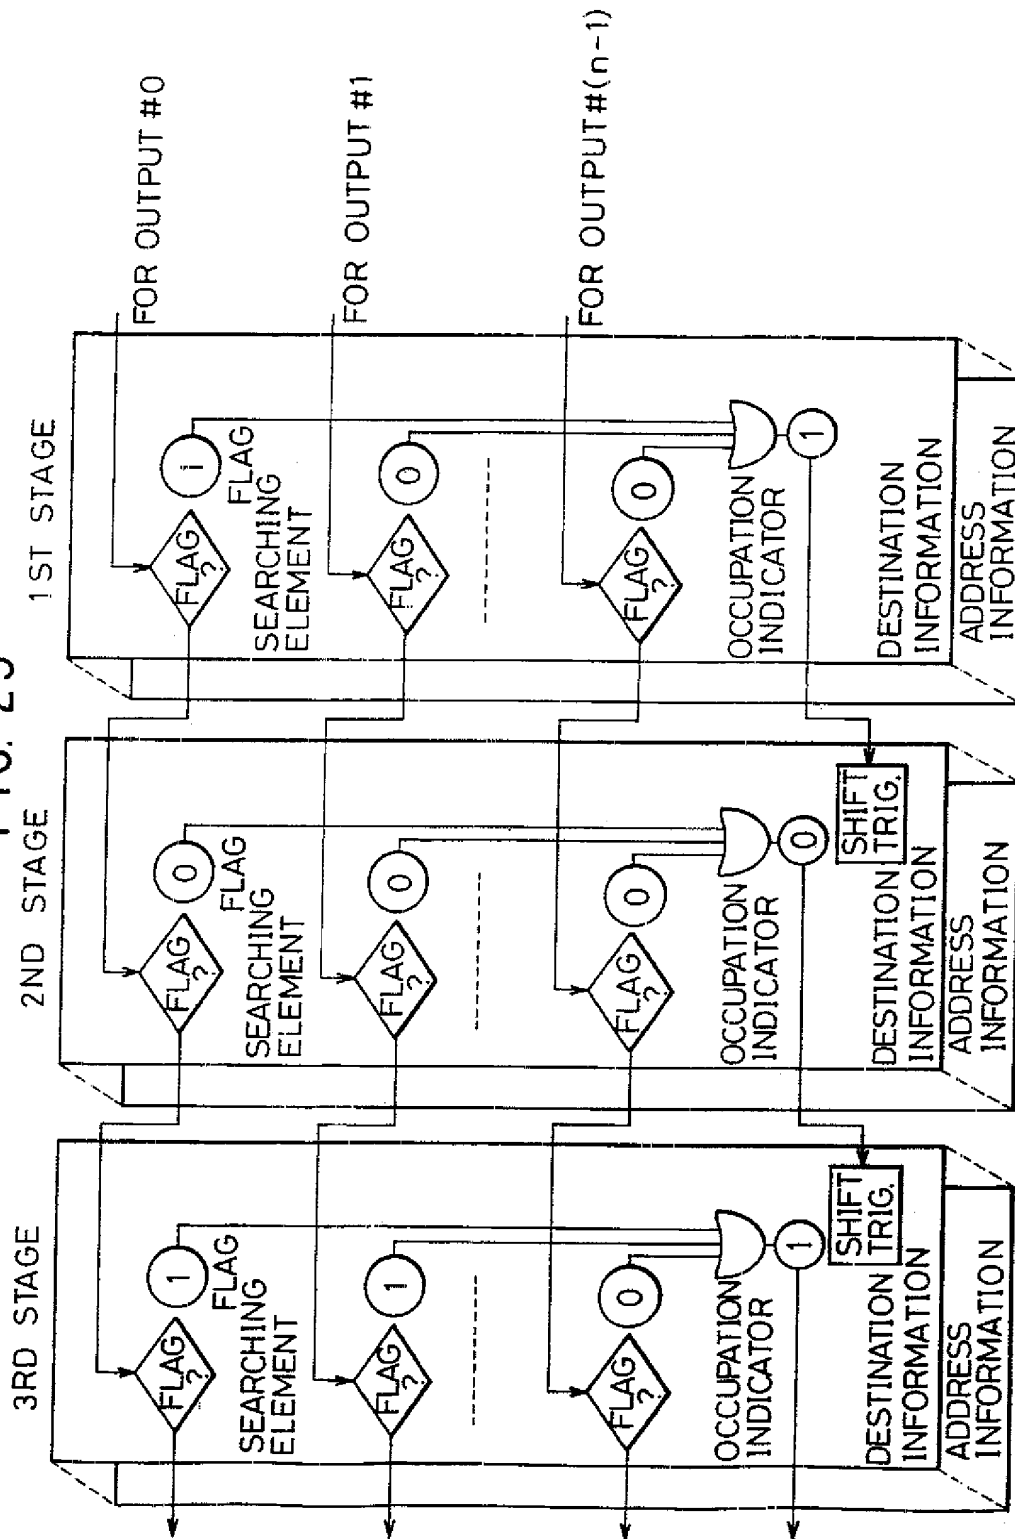 FIG. 25
1ST STAGE
FOR OUTPUT #0
FLAG
?
i
FLAG
SEARCHING
ELEMENT
FOR OUTPUT #1
FLAG
?
0
FOR OUTPUT#(n-1)
FLAG
?
0
OCCUPATION
INDICATOR
1
DESTINATION
INFORMATION
ADDRESS
INFORMATION
2ND STAGE
FLAG
?
0
FLAG
SEARCHING
ELEMENT
FLAG
?
0
FLAG
?
0
OCCUPATION
INDICATOR
0
SHIFT
TRIG.
DESTINATION
INFORMATION
ADDRESS
INFORMATION
3RD STAGE
FLAG
?
1
FLAG
SEARCHING
ELEMENT
FLAG
?
1
FLAG
?
0
OCCUPATION
INDICATOR
1
SHIFT
TRIG.
DESTINATION
INFORMATION
ADDRESS
INFORMATION